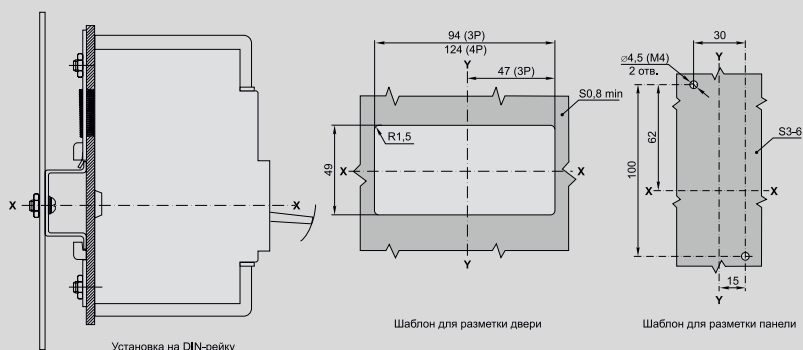 X
X
Установка на DIN-рейку
94 (3P)
124 (4P)
Y
47 (3P)
S0,8 min
R1,5
49
X
X
Y
Шаблон для разметки двери
30
⌀4,5 (M4)
2 отв.
Y
S3-6
62
100
X
X
15
Y
Шаблон для разметки панели